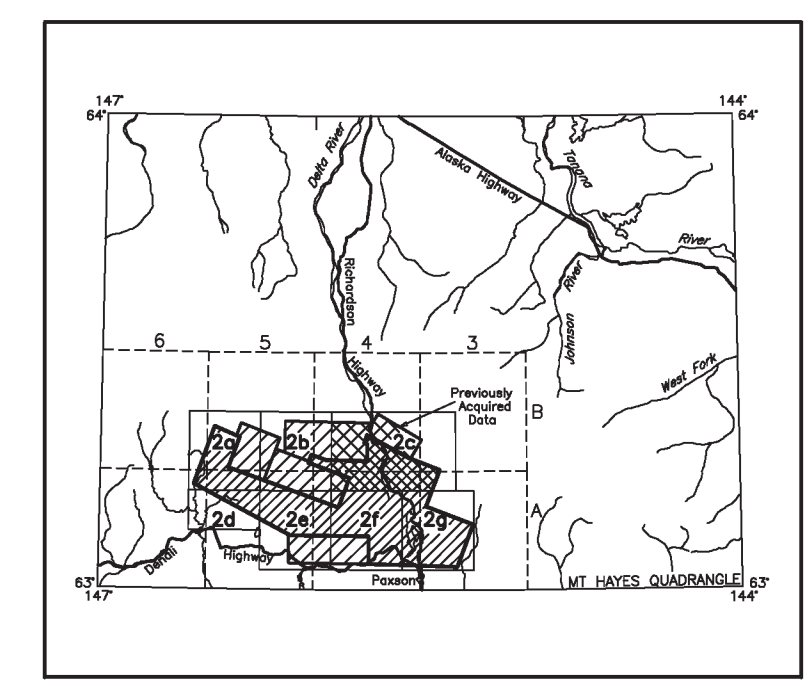 147° 144°
64° 64°
Delta River
Alaska Highway
Tanana
River
Richardson
River
Johnson
6 5 4 3
Highway
West Fork
Previously
Acquired
Data
B
2a 2b 2c
A
2d 2e 2f 2g
Denali
Highway
Paxson
MT HAYES QUADRANGLE
63° 63°
147° 144°